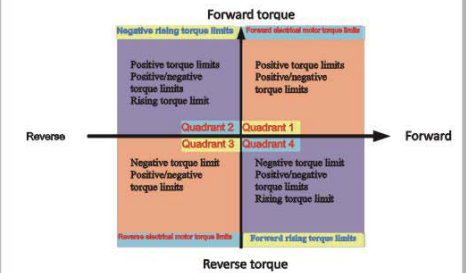 Forward torque
Negative rising torque limits
Forward electrical motor torque limits
Positive torque limits
Positive/negative
torque limits
Rising torque limit
Positive torque limits
Positive/negative
torque limits
Quadrant 2
Quadrant 1
Reverse
Forward
Quadrant 3
Quadrant 4
Negative torque limit
Positive/negative
torque limits
Negative torque limit
Positive/negative
torque limits
Rising torque limit
Reverse electrical motor torque limits
Forward rising torque limits
Reverse torque